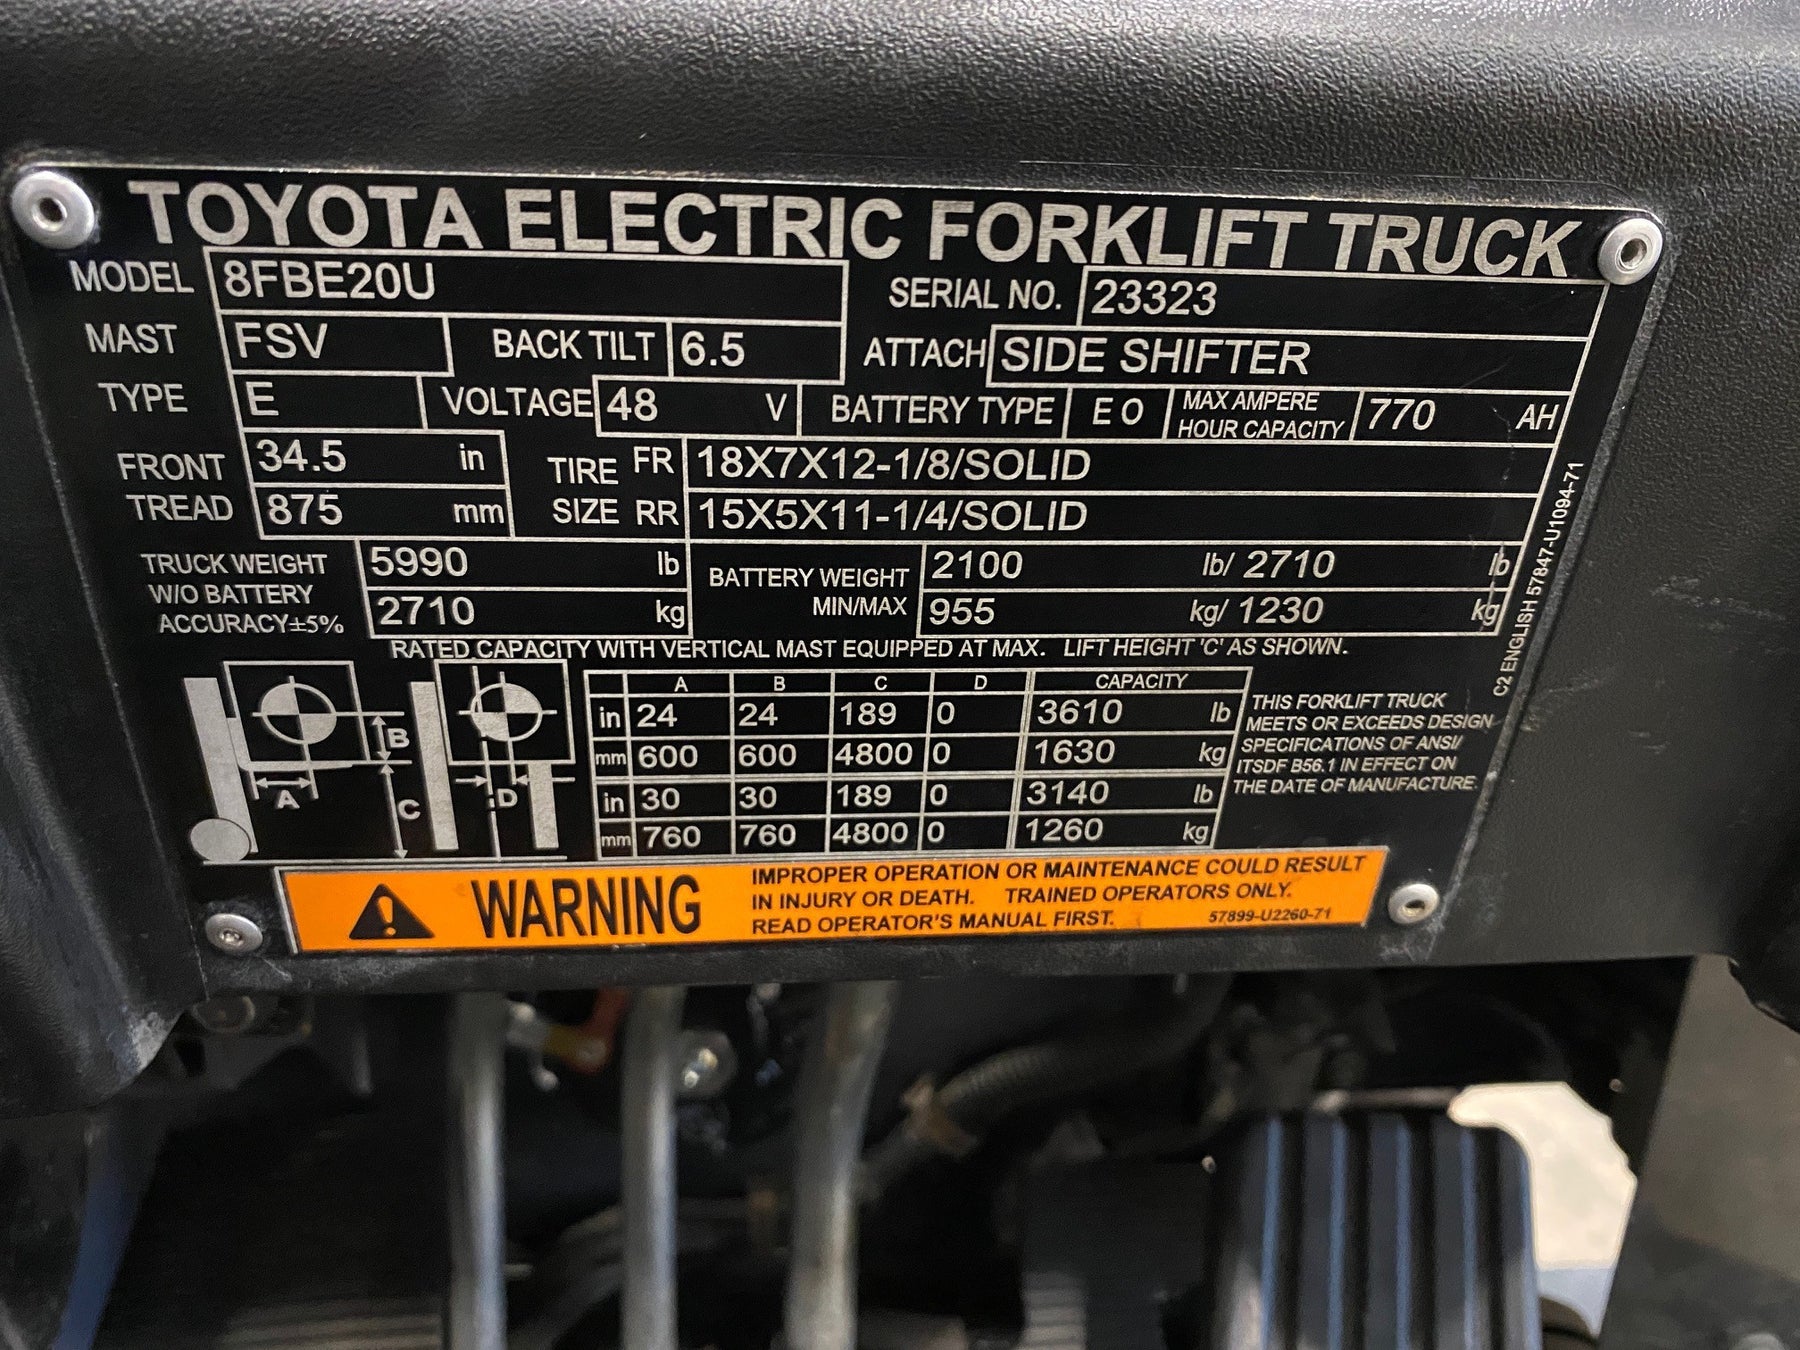 TOYOTA ELECTRIC FORKLIFT TRUCK
MODEL 8FBE20U SERIAL NO. 23323
MAST FSV BACK TILT 6.5 ATTACH SIDE SHIFTER
TYPE E VOLTAGE 48 V BATTERY TYPE E O MAX AMPERE HOUR CAPACITY 770 AH
FRONT TREAD 34.5 in TIRE SIZE FR 18X7X12-1/8/SOLID
875 mm RR 15X5X11-1/4/SOLID
TRUCK WEIGHT W/O BATTERY ACCURACY±5% 5990 lb BATTERY WEIGHT MIN/MAX 2100 lb/ 2710 lb
2710 kg 955 kg/ 1230 kg
C2 ENGLISH 57847-U1094-71
RATED CAPACITY WITH VERTICAL MAST EQUIPPED AT MAX. LIFT HEIGHT 'C' AS SHOWN.
A B C D
A B C D CAPACITY
in 24 24 189 0 3610 lb
mm 600 600 4800 0 1630 kg
in 30 30 189 0 3140 lb
mm 760 760 4800 0 1260 kg
THIS FORKLIFT TRUCK
MEETS OR EXCEEDS DESIGN
SPECIFICATIONS OF ANSI/
ITSDF B56.1 IN EFFECT ON
THE DATE OF MANUFACTURE.
WARNING
IMPROPER OPERATION OR MAINTENANCE COULD RESULT
IN INJURY OR DEATH. TRAINED OPERATORS ONLY.
READ OPERATOR'S MANUAL FIRST. 57899-U2260-71